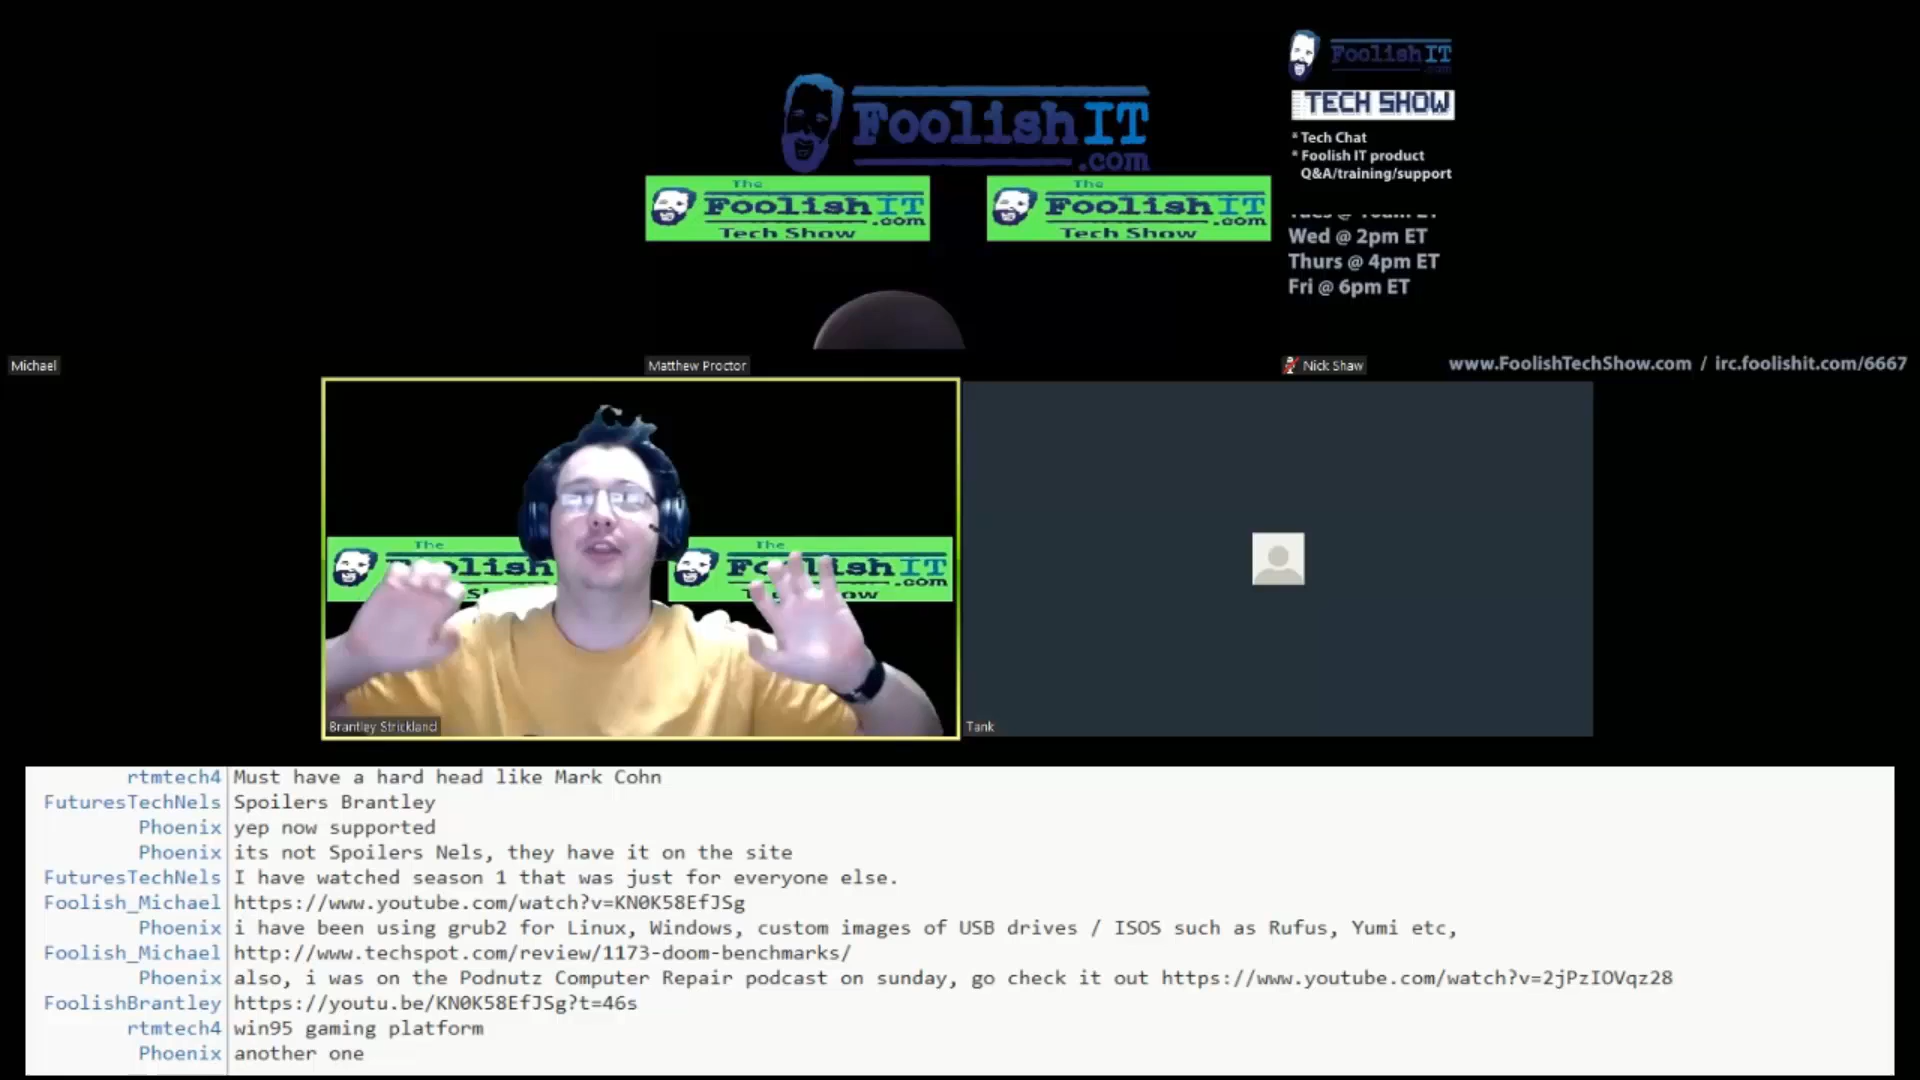 FoolishIT
.com
TECH SHOW
* Tech Chat
* Foolish IT product
Q&A/training/support
Wed @ 2pm ET
Thurs @ 4pm ET
Fri @ 6pm ET
FoolishIT
.com
The
FoolishIT
.com
Tech Show
The
FoolishIT
.com
Tech Show
Michael
Matthew Proctor
Nick Shaw
www.FoolishTechShow.com / irc.foolishit.com/6667
The
The
.com
Brantley Strickland
Tank
rtmtech4 Must have a hard head like Mark Cohn
FuturesTechNels Spoilers Brantley
Phoenix yep now supported
Phoenix its not Spoilers Nels, they have it on the site
FuturesTechNels I have watched season 1 that was just for everyone else.
Foolish_Michael https://www.youtube.com/watch?v=KN0K58EfJSg
Phoenix i have been using grub2 for Linux, Windows, custom images of USB drives / ISOS such as Rufus, Yumi etc,
Foolish_Michael http://www.techspot.com/review/1173-doom-benchmarks/
Phoenix also, i was on the Podnutz Computer Repair podcast on sunday, go check it out https://www.youtube.com/watch?v=2jPzIOVqz28
FoolishBrantley https://youtu.be/KN0K58EfJSg?t=46s
rtmtech4 win95 gaming platform
Phoenix another one